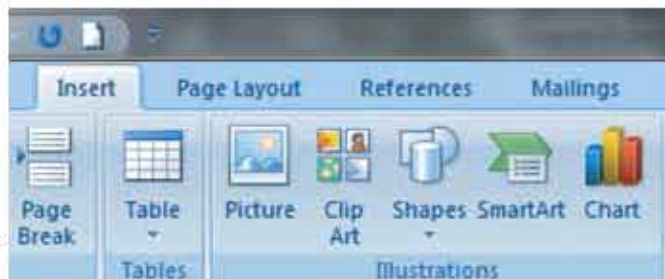 Insert Page Layout References Mailings
Page Break
Table
Picture
Clip Art
Shapes
SmartArt
Chart
Tables
Illustrations